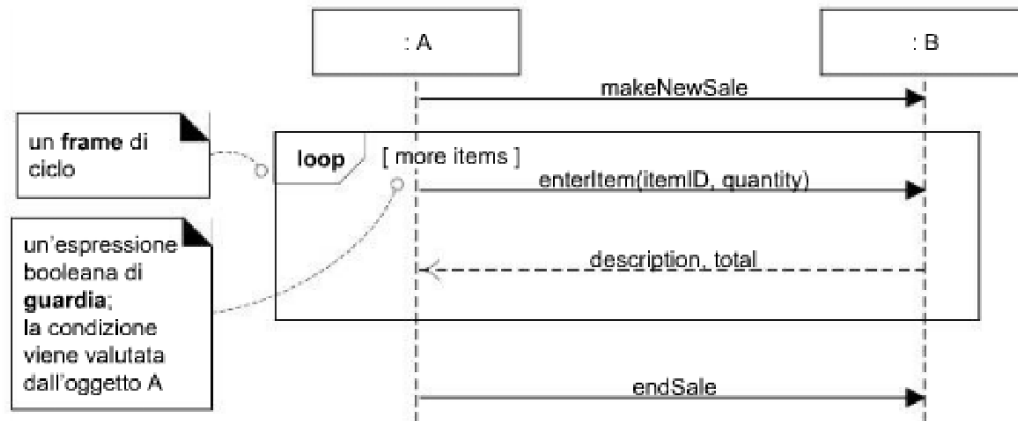 : A
: B
makeNewSale
un frame di
ciclo
loop
[ more items ]
enterItem(itemID, quantity)
un'espressione
booleana di
guardia;
la condizione
viene valutata
dall'oggetto A
description, total
endSale